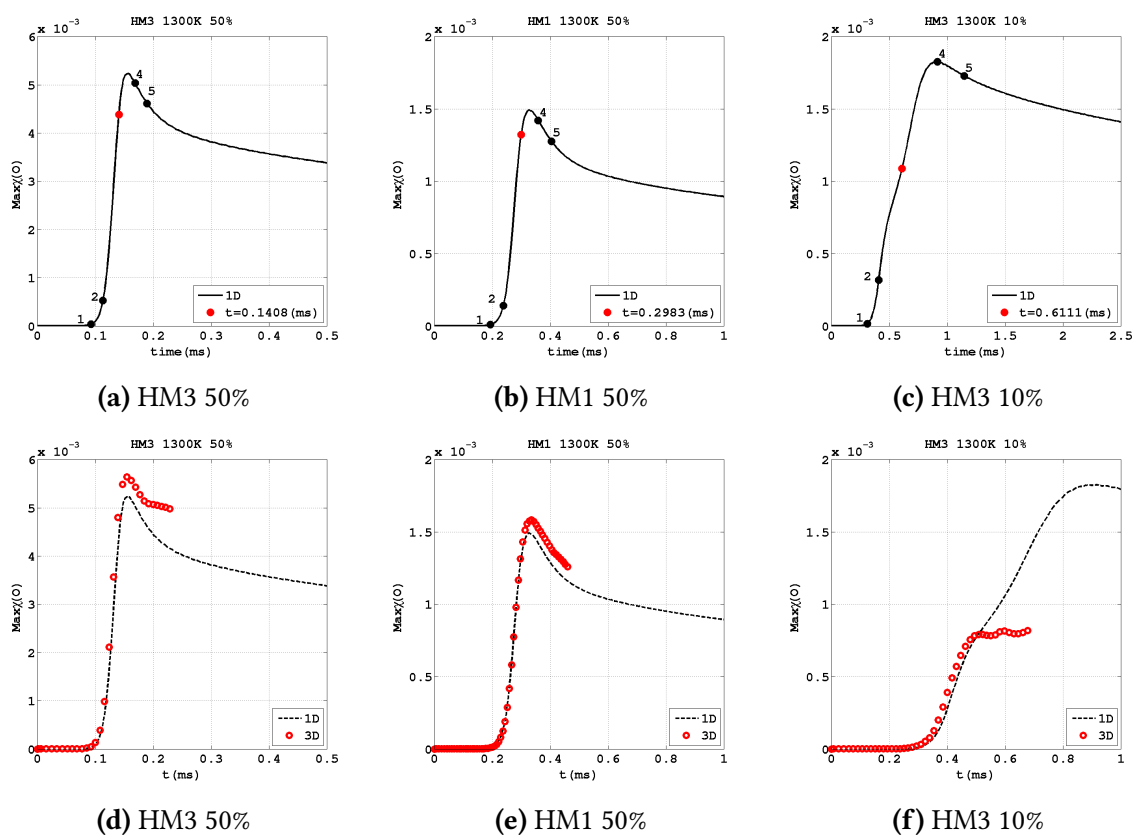 HM3 1300K 50%
x 10⁻³
6
5
4
3
2
1
0
Maxχ(O)
0 0.1 0.2 0.3 0.4 0.5
time(ms)
1
2
4
5
1D
t=0.1408(ms)
(a) HM3 50%
HM1 1300K 50%
x 10⁻³
2
1.5
1
0.5
0
Maxχ(O)
0 0.2 0.4 0.6 0.8 1
time(ms)
1
2
4
5
1D
t=0.2983(ms)
(b) HM1 50%
HM3 1300K 10%
x 10⁻³
2
1.5
1
0.5
0
Maxχ(O)
0 0.5 1 1.5 2 2.5
time(ms)
1
2
4
5
1D
t=0.6111(ms)
(c) HM3 10%
HM3 1300K 50%
x 10⁻³
6
5
4
3
2
1
0
Maxχ(O)
0 0.1 0.2 0.3 0.4 0.5
t(ms)
1D
3D
(d) HM3 50%
HM1 1300K 50%
x 10⁻³
2
1.5
1
0.5
0
Maxχ(O)
0 0.2 0.4 0.6 0.8 1
t(ms)
1D
3D
(e) HM1 50%
HM3 1300K 10%
x 10⁻³
2
1.5
1
0.5
0
Maxχ(O)
0 0.2 0.4 0.6 0.8 1
t(ms)
1D
3D
(f) HM3 10%